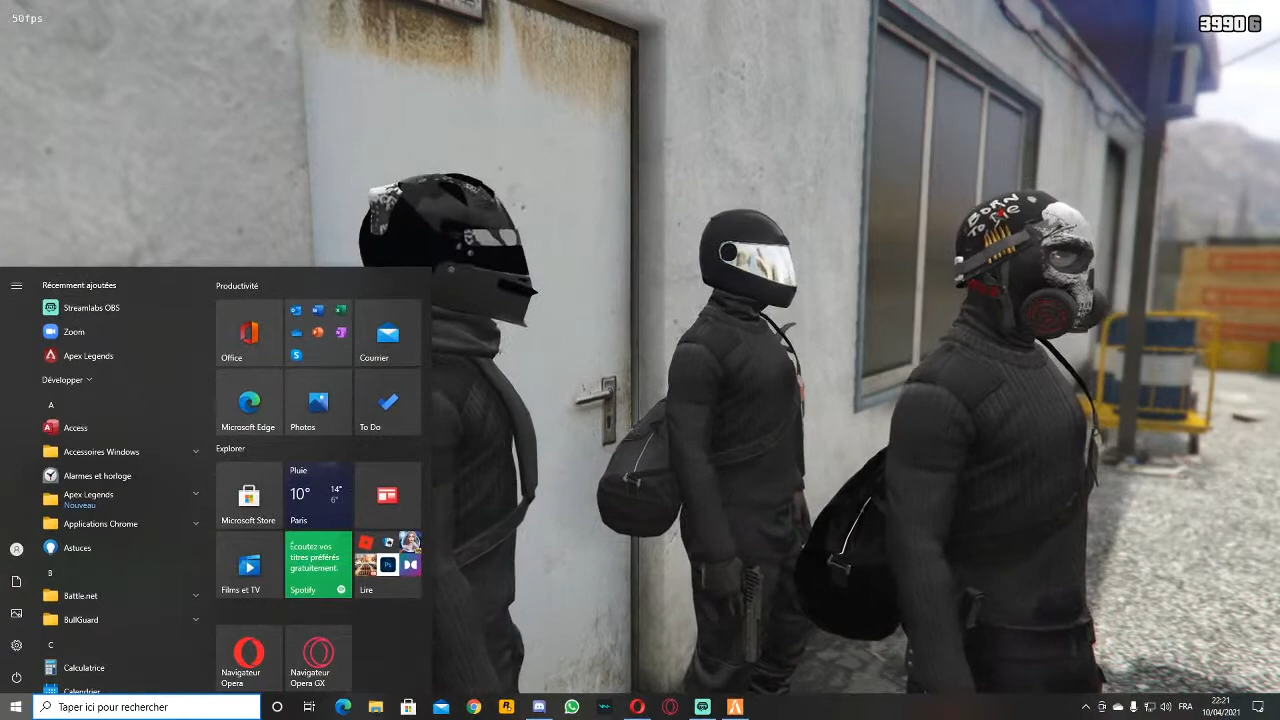 50fps
3990G
BORN
TO DIE
Récemment ajoutées
Streamlabs OBS
Zoom
Apex Legends
Développer
A
Access
Accessoires Windows
Alarmes et horloge
Apex Legends
Nouveau
Applications Chrome
Astuces
B
Battle.net
BullGuard
C
Calculatrice
Calendrier
Productivité
Office
Courrier
Microsoft Edge
Photos
To Do
Explorer
Microsoft Store
Pluie
10° 14°
6°
Paris
Films et TV
Écoutez vos
titres préférés
gratuitement.
Spotify
Ps
Lire
Navigateur
Opera
Navigateur
Opera GX
Taper ici pour rechercher
FRA
22:21
10/04/2021